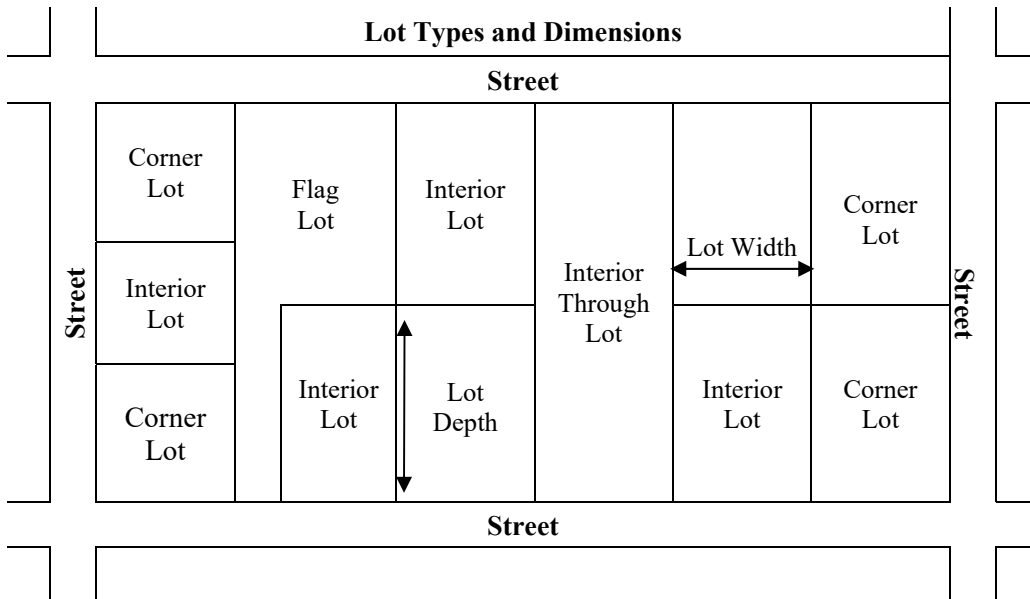 Lot Types and Dimensions
Street
Corner
Lot
Flag
Lot
Interior
Lot
Corner
Lot
Lot Width
Interior
Lot
Interior
Through
Lot
Street
Street
Corner
Lot
Interior
Lot
Lot
Depth
Interior
Lot
Corner
Lot
Street